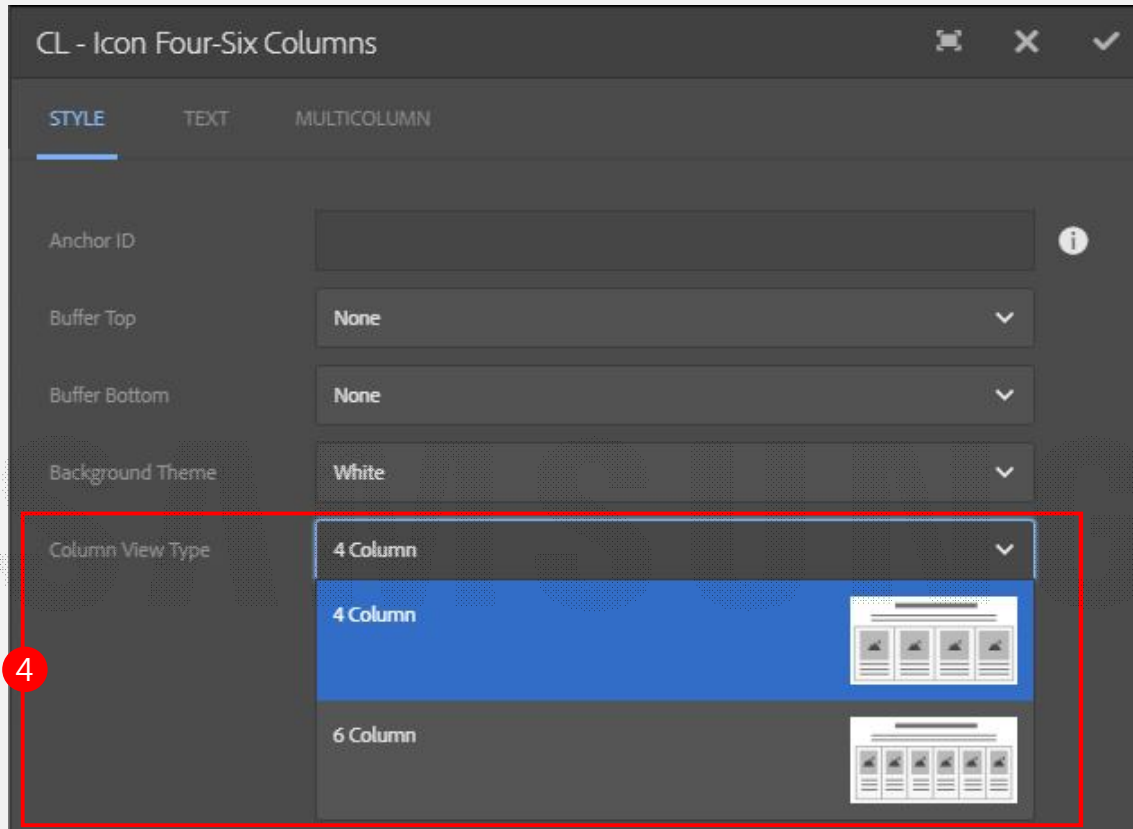 CL - Icon Four-Six Columns
STYLE TEXT MULTICOLUMN
Anchor ID
Buffer Top None
Buffer Bottom None
Background Theme White
SAMSUNG
Column View Type 4 Column
4 Column
4
6 Column